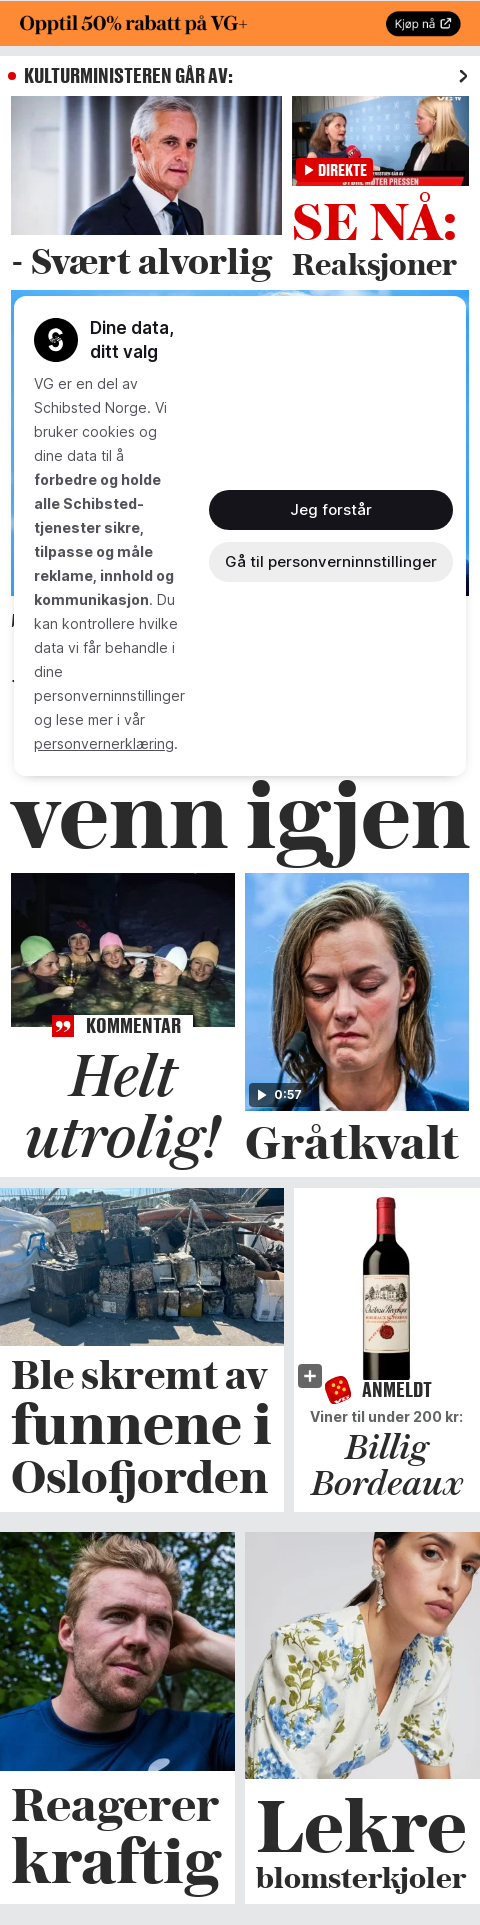 Opptil 50% rabatt på VG+
Kjøp nå
KULTURMINISTEREN GÅR AV:
DIREKTE
- Svært alvorlig
SE NÅ:
Reaksjoner
Dine data,
ditt valg
VG er en del av
Schibsted Norge. Vi
bruker cookies og
dine data til å
forbedre og holde
alle Schibsted-
tjenester sikre,
tilpasse og måle
reklame, innhold og
kommunikasjon. Du
kan kontrollere hvilke
data vi får behandle i
dine
personverninnstillinger
og lese mer i vår
personvernerklæring.
Jeg forstår
Gå til personverninnstillinger
venn igjen
KOMMENTAR
Helt
utrolig!
0:57
Gråtkvalt
Ble skremt av
funnene i
Oslofjorden
ANMELDT
Viner til under 200 kr:
Billig
Bordeaux
Reagerer
kraftig
Lekre
blomsterkjoler